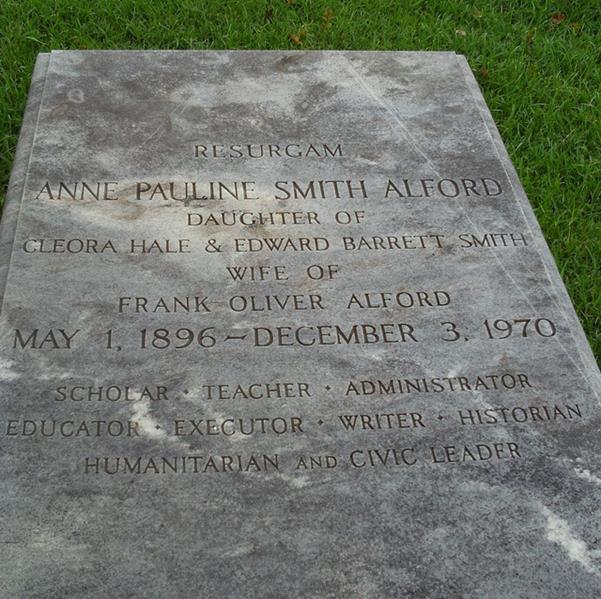 RESURGAM
ANNE PAULINE SMITH ALFORD
DAUGHTER OF
CLEORA HALE & EDWARD BARRETT SMITH
WIFE OF
FRANK OLIVER ALFORD
MAY 1, 1896 – DECEMBER 3, 1970
SCHOLAR · TEACHER · ADMINISTRATOR
EDUCATOR · EXECUTOR · WRITER · HISTORIAN
HUMANITARIAN AND CIVIC LEADER